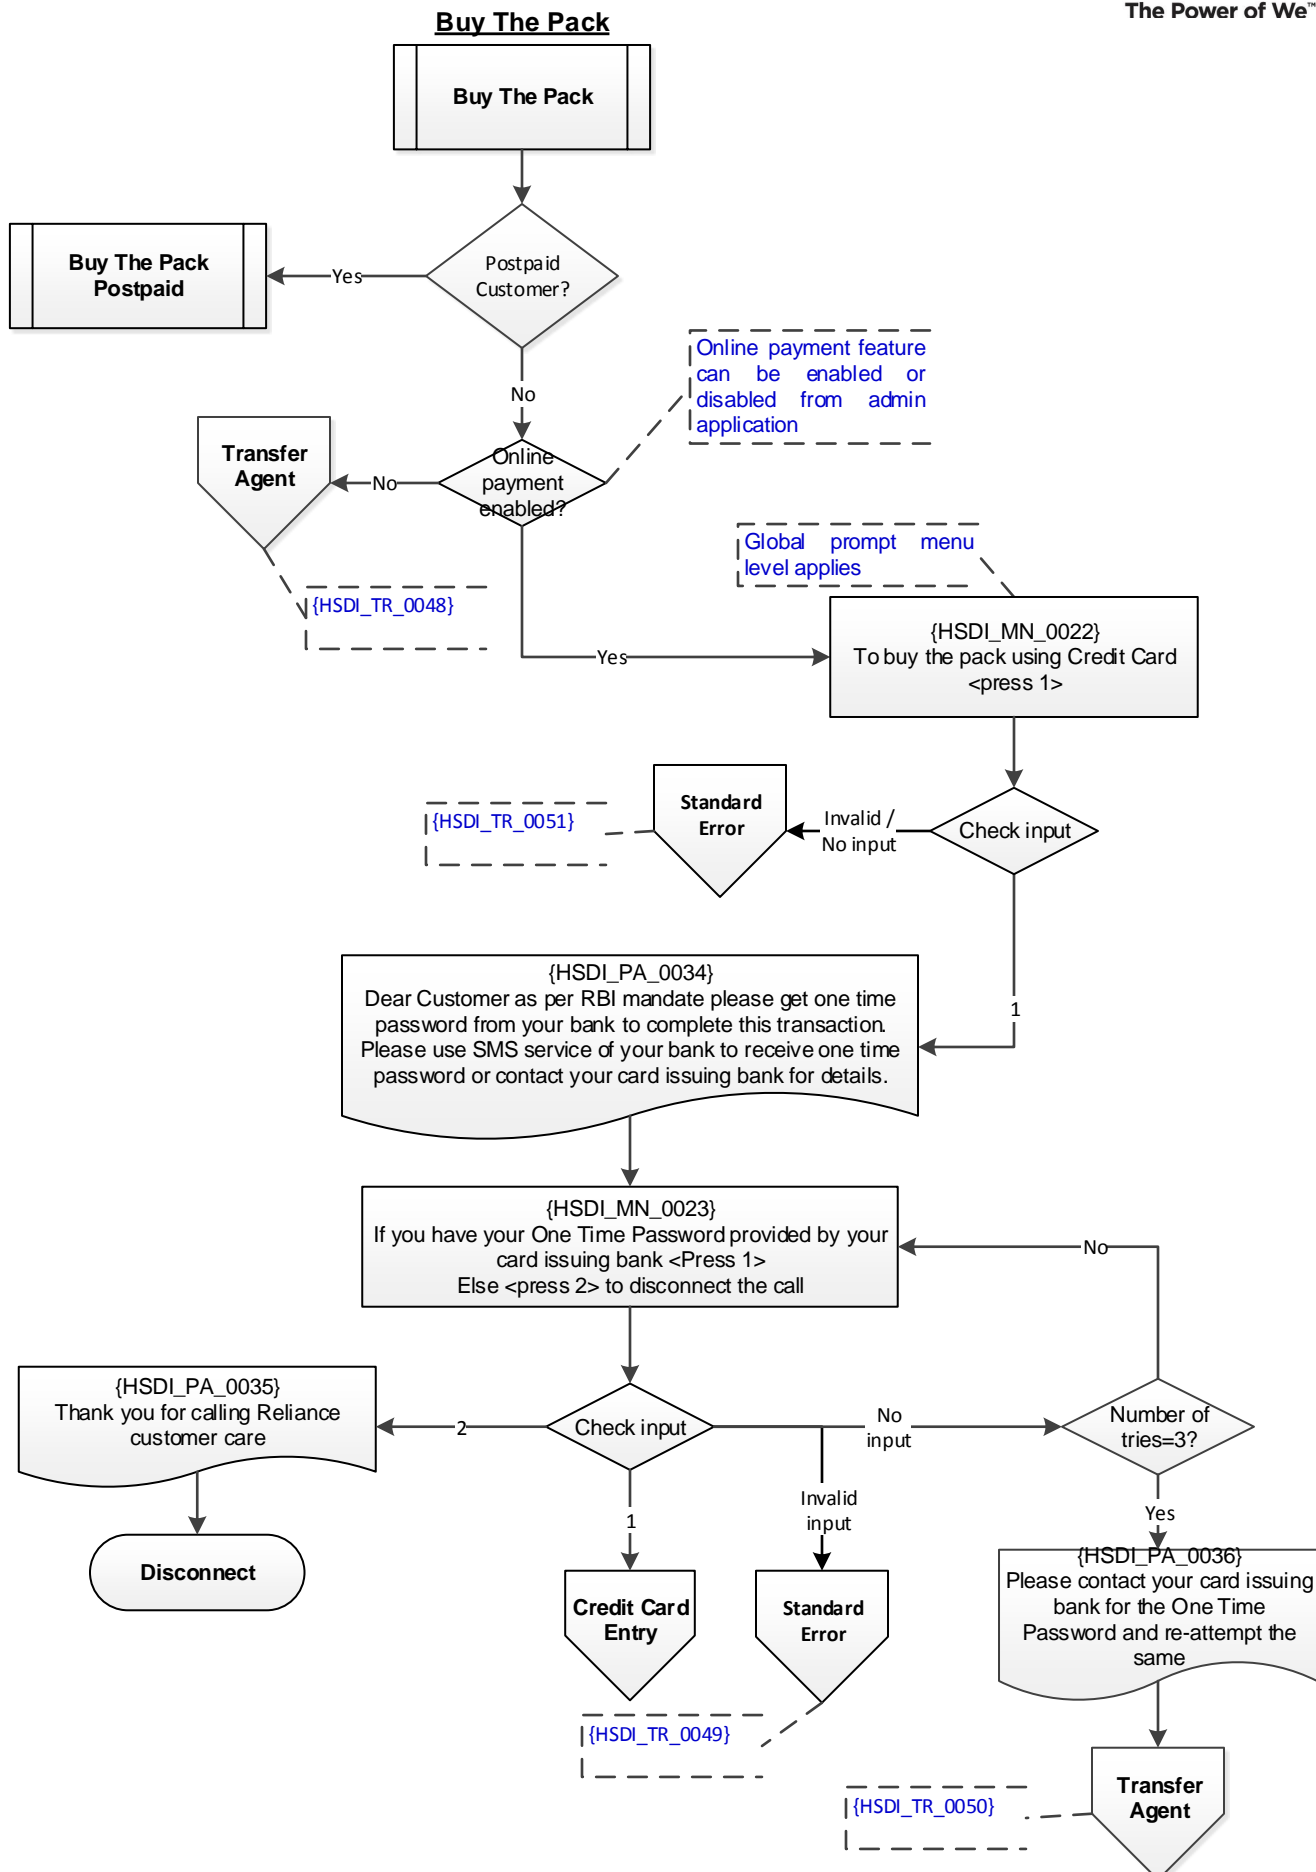 The Power of We™
Buy The Pack
Buy The Pack
Buy The Pack
Postpaid
Yes
Postpaid
Customer?
No
Online payment feature
can be enabled or
disabled from admin
application
Transfer
Agent
No
Online
payment
enabled?
{HSDI_TR_0048}
Yes
Global prompt menu
level applies
{HSDI_MN_0022}
To buy the pack using Credit Card
<press 1>
{HSDI_TR_0051}
Standard
Error
Invalid /
No input
Check input
1
{HSDI_PA_0034}
Dear Customer as per RBI mandate please get one time
password from your bank to complete this transaction.
Please use SMS service of your bank to receive one time
password or contact your card issuing bank for details.
{HSDI_MN_0023}
If you have your One Time Password provided by your
card issuing bank <Press 1>
Else <press 2> to disconnect the call
No
{HSDI_PA_0035}
Thank you for calling Reliance
customer care
2
Check input
No
input
Number of
tries=3?
Disconnect
1
Invalid
input
Yes
Credit Card
Entry
Standard
Error
{HSDI_PA_0036}
Please contact your card issuing
bank for the One Time
Password and re-attempt the
same
{HSDI_TR_0049}
{HSDI_TR_0050}
Transfer
Agent